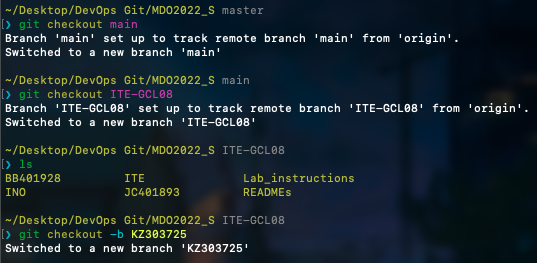 ~/Desktop/DevOps Git/MDO2022_S master
❯ git checkout main
Branch 'main' set up to track remote branch 'main' from 'origin'.
Switched to a new branch 'main'
~/Desktop/DevOps Git/MDO2022_S main
❯ git checkout ITE-GCL08
Branch 'ITE-GCL08' set up to track remote branch 'ITE-GCL08' from 'origin'.
Switched to a new branch 'ITE-GCL08'
~/Desktop/DevOps Git/MDO2022_S ITE-GCL08
❯ ls
BB401928 ITE Lab_instructions
INO JC401893 READMEs
~/Desktop/DevOps Git/MDO2022_S ITE-GCL08
❯ git checkout -b KZ303725
Switched to a new branch 'KZ303725'